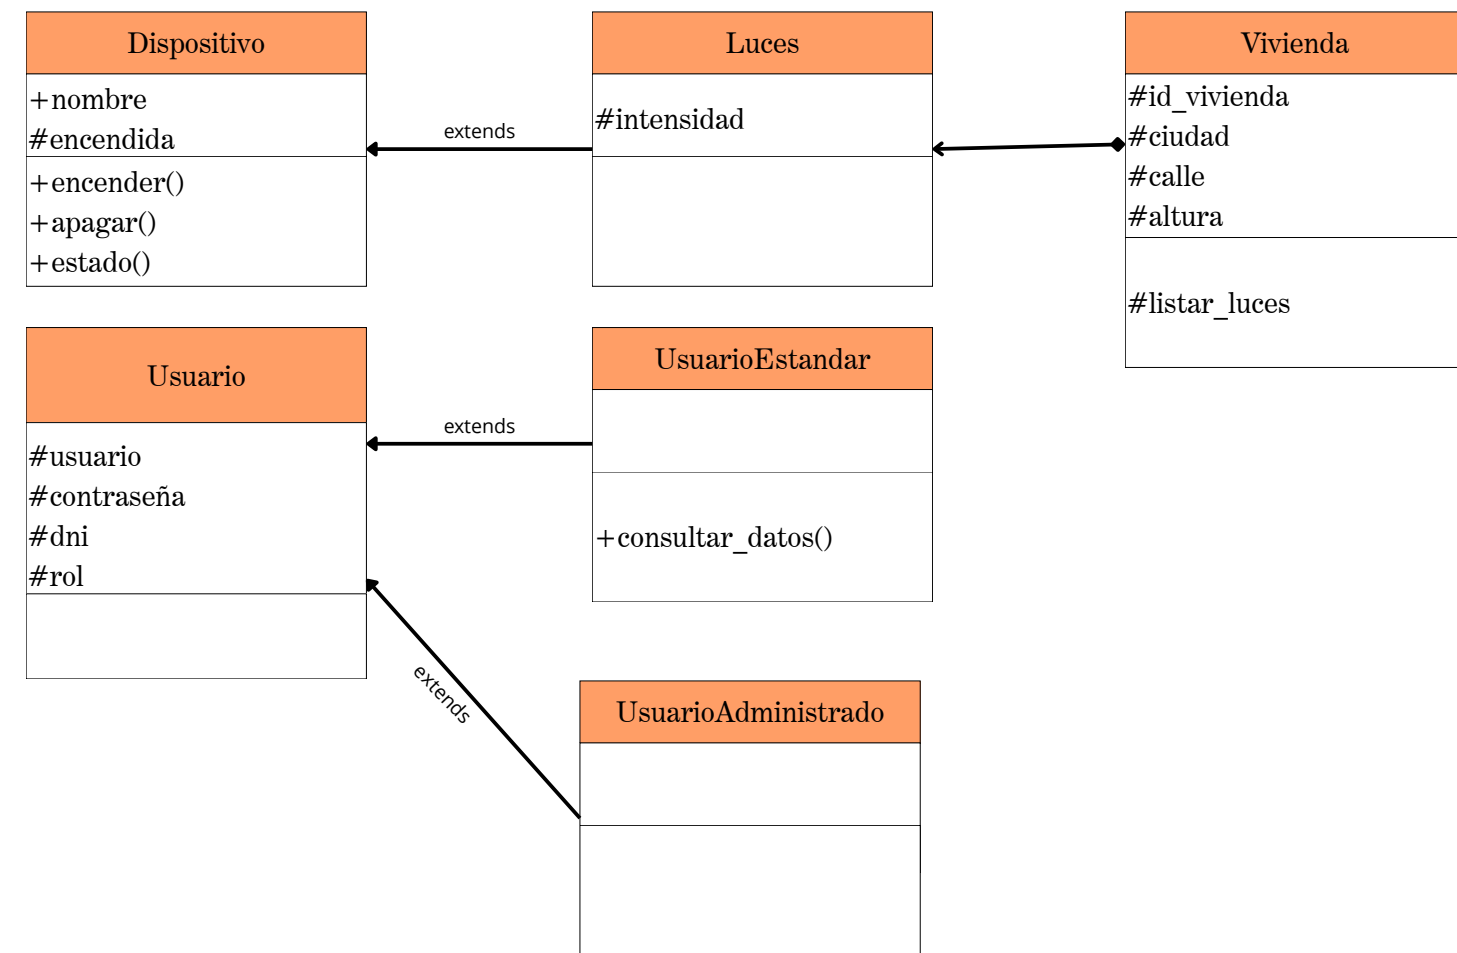 Dispositivo
+nombre
#encendida
+encender()
+apagar()
+estado()
extends
Luces
#intensidad
Vivienda
#id_vivienda
#ciudad
#calle
#altura
#listar_luces
Usuario
#usuario
#contraseña
#dni
#rol
extends
UsuarioEstandar
+consultar_datos()
extends
UsuarioAdministrado